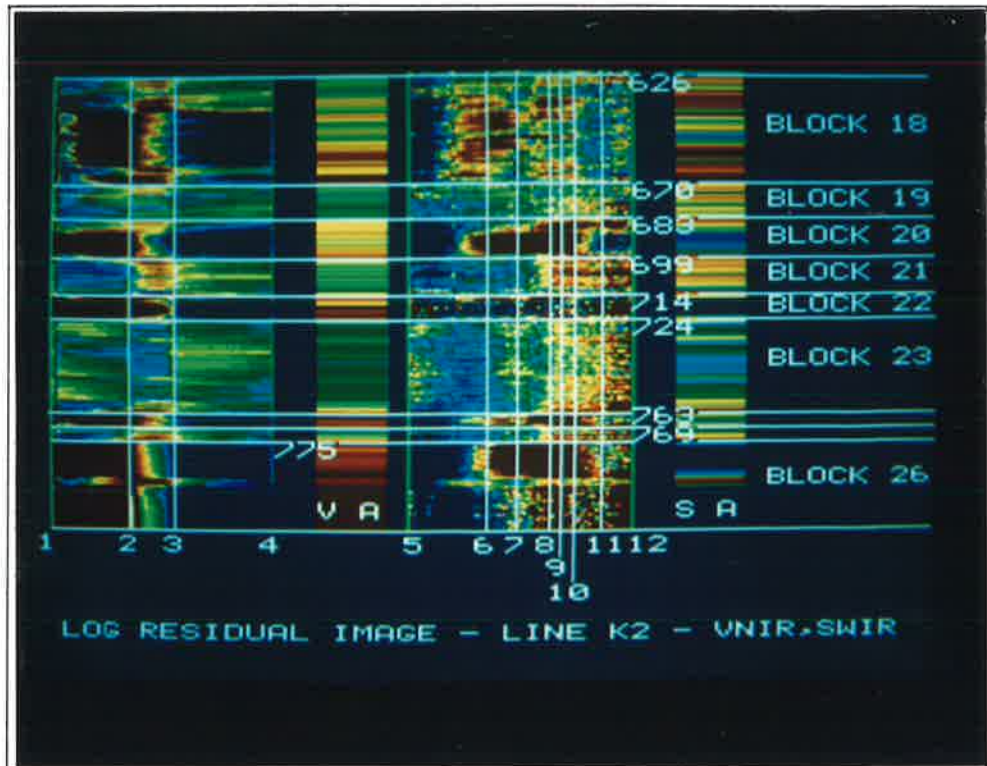 626
BLOCK 18
670
BLOCK 19
683
BLOCK 20
699
BLOCK 21
714
BLOCK 22
724
BLOCK 23
763
769
775
BLOCK 26
V A
S A
1 2 3 4 5 6 7 8 11 12
9
10
LOG RESIDUAL IMAGE - LINE K2 - VNIR,SWIR